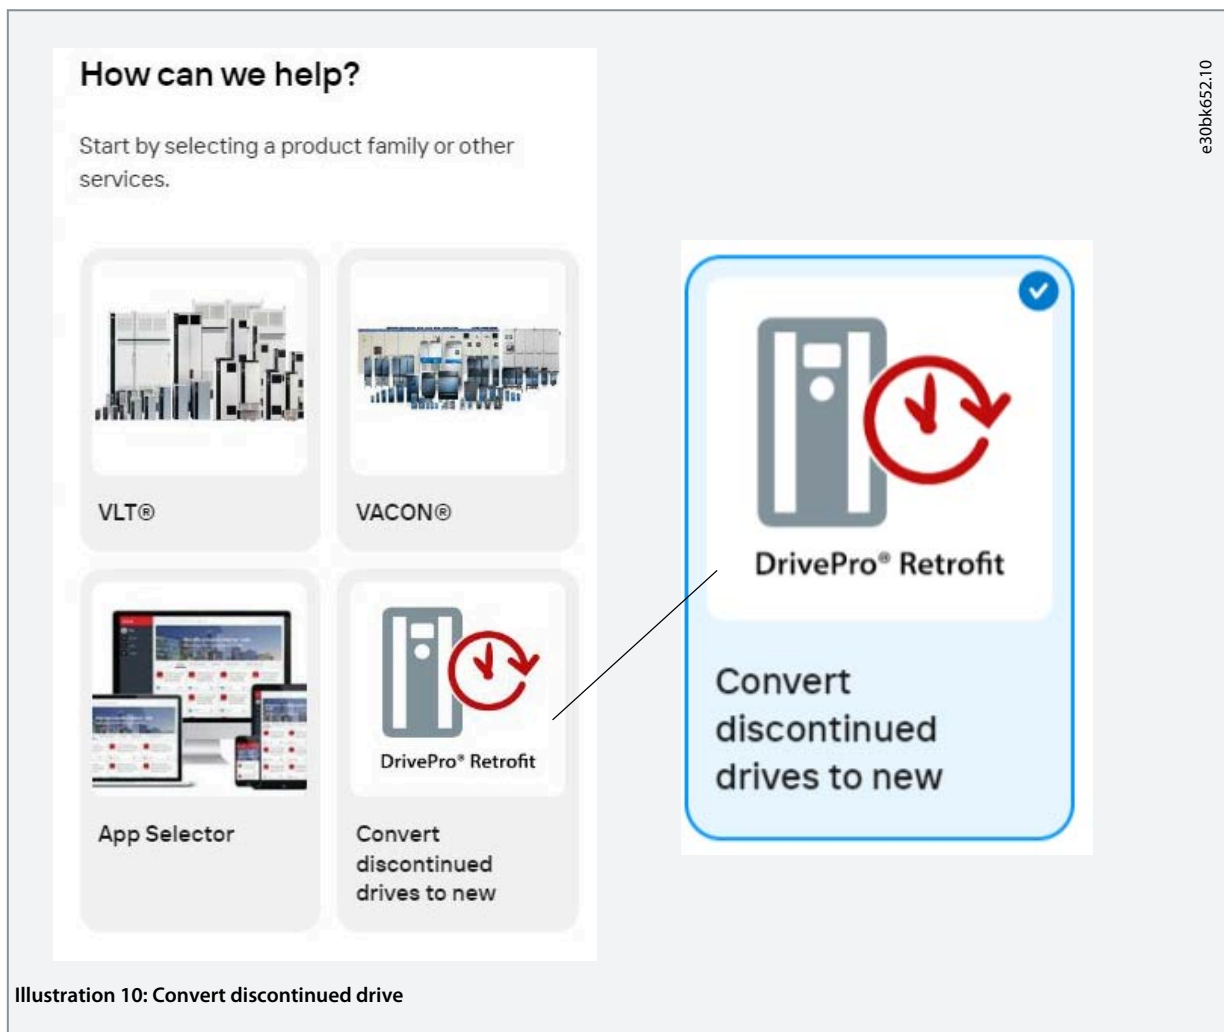 How can we help?
Start by selecting a product family or other
services.
VLT®
VACON®
DrivePro® Retrofit
App Selector
Convert
discontinued
drives to new
DrivePro® Retrofit
Convert
discontinued
drives to new
e30bk652.10
Illustration 10: Convert discontinued drive